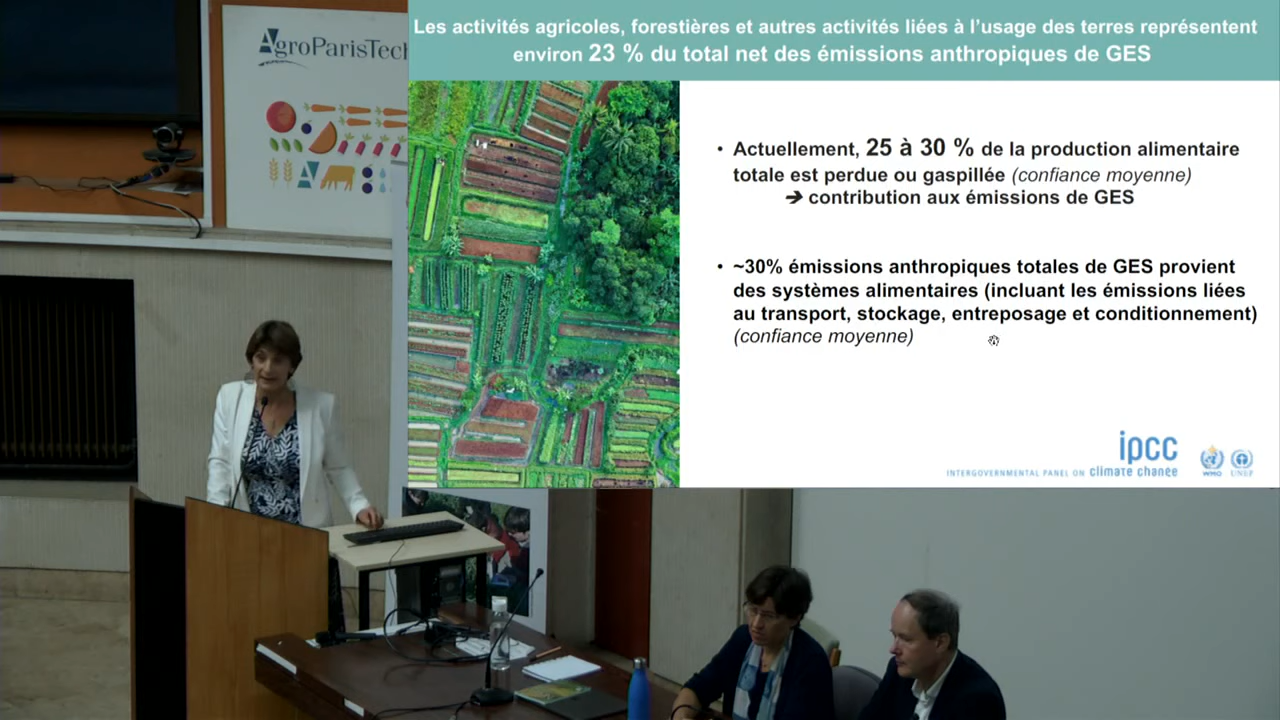 AgroParisTech
Les activités agricoles, forestières et autres activités liées à l'usage des terres représentent
environ 23 % du total net des émissions anthropiques de GES
• Actuellement, 25 à 30 % de la production alimentaire
totale est perdue ou gaspillée (confiance moyenne)
➔ contribution aux émissions de GES
• ~30% émissions anthropiques totales de GES provient
des systèmes alimentaires (incluant les émissions liées
au transport, stockage, entreposage et conditionnement)
(confiance moyenne)
ipcc
INTERGOVERNMENTAL PANEL ON climate change
WMO
UNEP